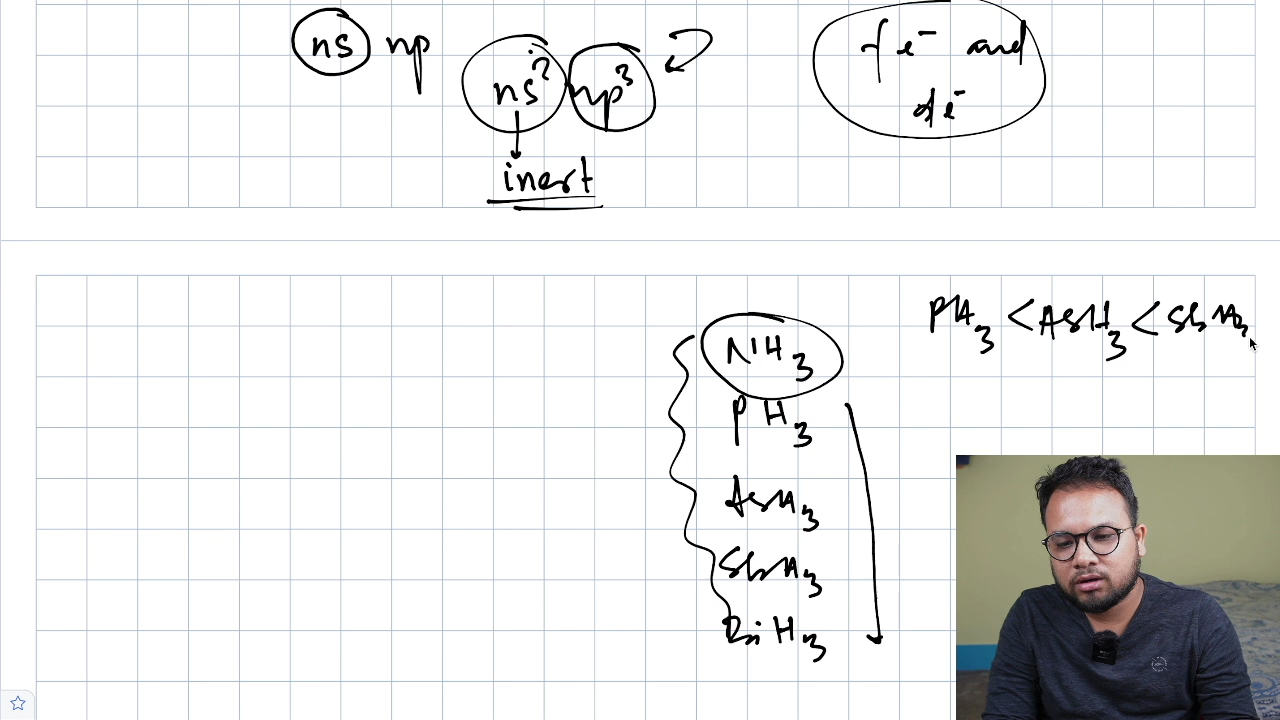 ns np
ns² np³
inert
f e⁻ and
d e⁻
PH₃ < AsH₃ < SbH₃
NH₃
PH₃
AsH₃
SbH₃
BiH₃